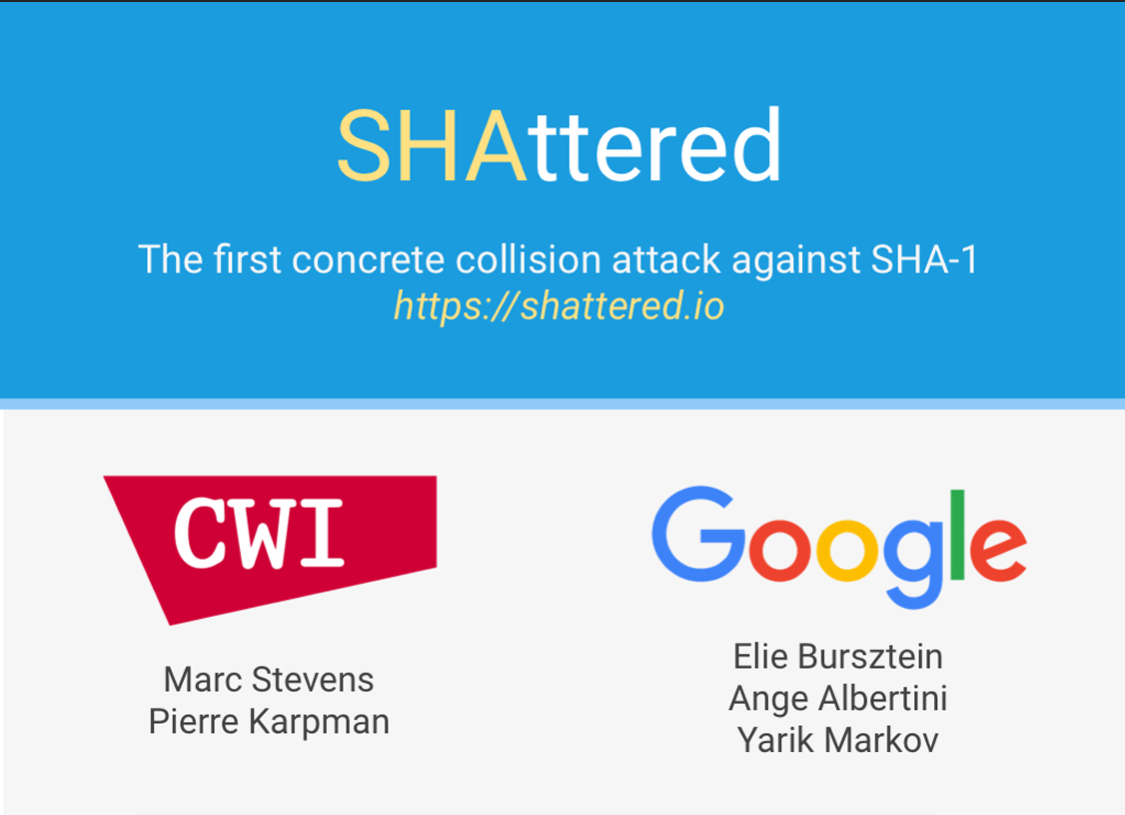 SHAttered
The first concrete collision attack against SHA-1
https://shattered.io
CWI
Marc Stevens
Pierre Karpman
Google
Elie Bursztein
Ange Albertini
Yarik Markov